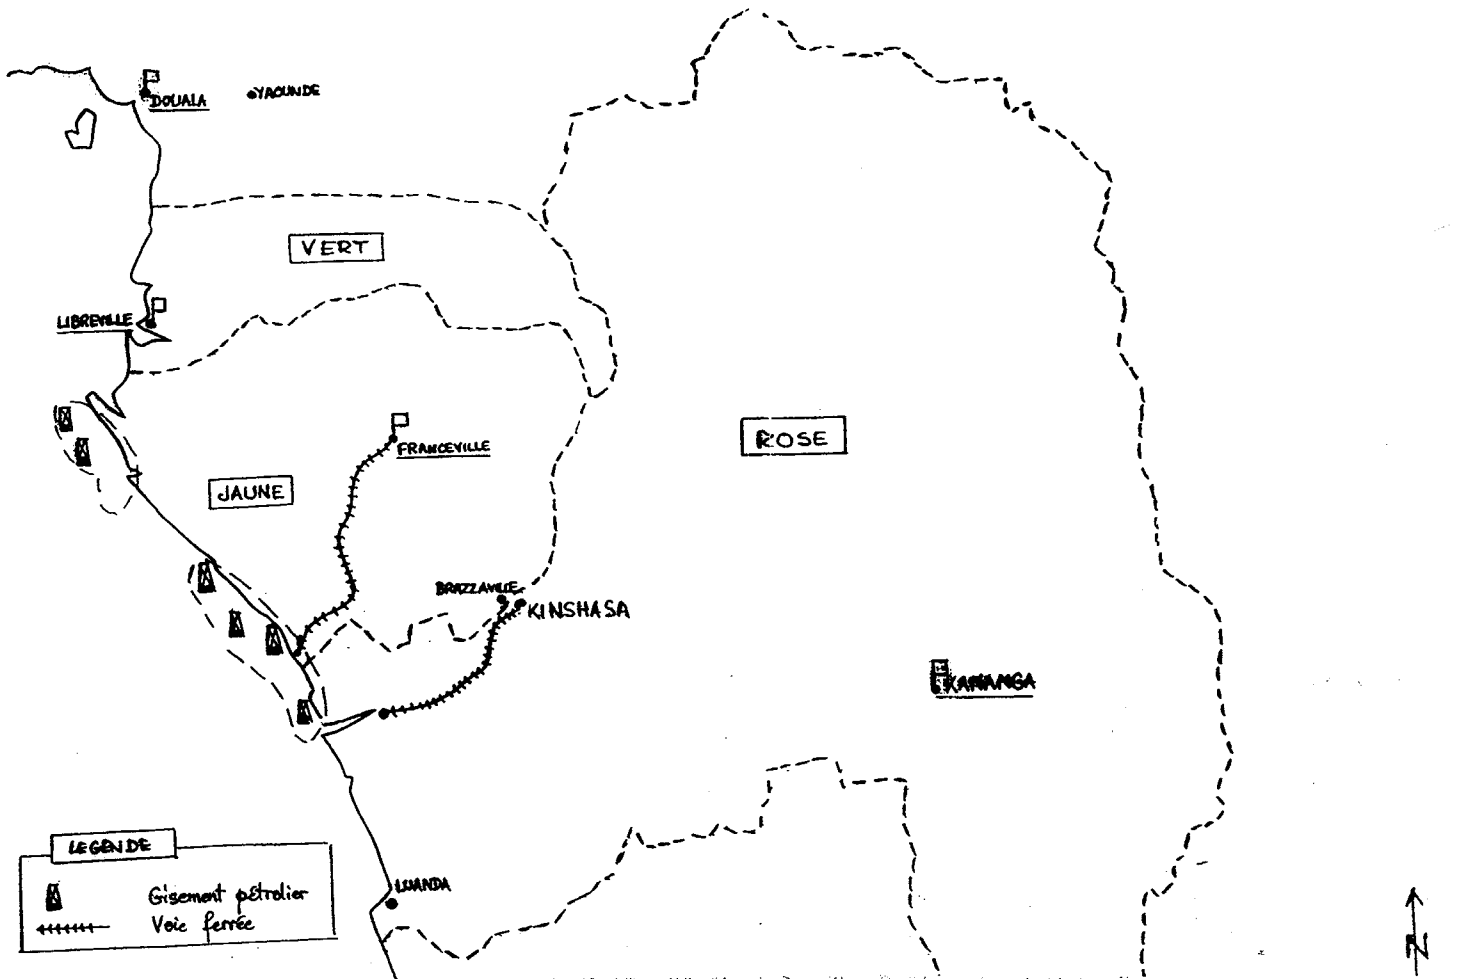 DOUALA
YAOUNDE
VERT
LIBREVILLE
ROSE
FRANCEVILLE
JAUNE
BRAZZAVILLE
KINSHASA
KANANGA
LEGENDE
Gisement pétrolier
Voie ferrée
LUANDA
N